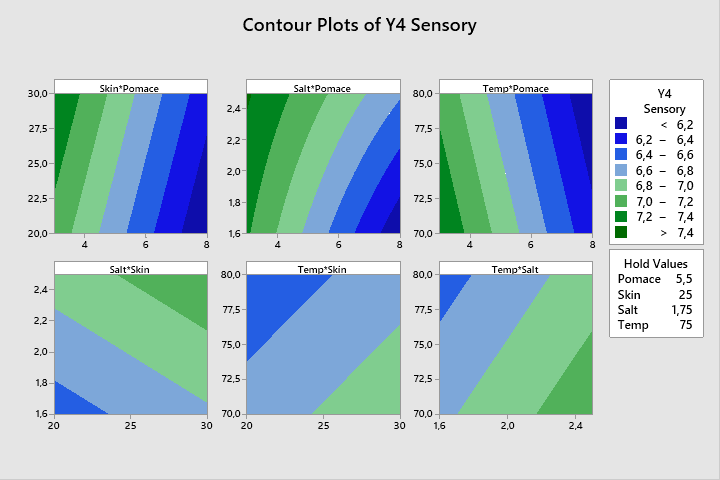 Contour Plots of Y4 Sensory
Skin*Pomace
30,0
27,5
25,0
22,5
20,0
4 6 8
Salt*Pomace
2,4
2,2
2,0
1,8
1,6
4 6 8
Temp*Pomace
80,0
77,5
75,0
72,5
70,0
4 6 8
Salt*Skin
2,4
2,2
2,0
1,8
1,6
20 25 30
Temp*Skin
80,0
77,5
75,0
72,5
70,0
20 25 30
Temp*Salt
80,0
77,5
75,0
72,5
70,0
1,6 2,0 2,4
Y4
Sensory
< 6,2
6,2 – 6,4
6,4 – 6,6
6,6 – 6,8
6,8 – 7,0
7,0 – 7,2
7,2 – 7,4
> 7,4
Hold Values
Pomace 5,5
Skin 25
Salt 1,75
Temp 75